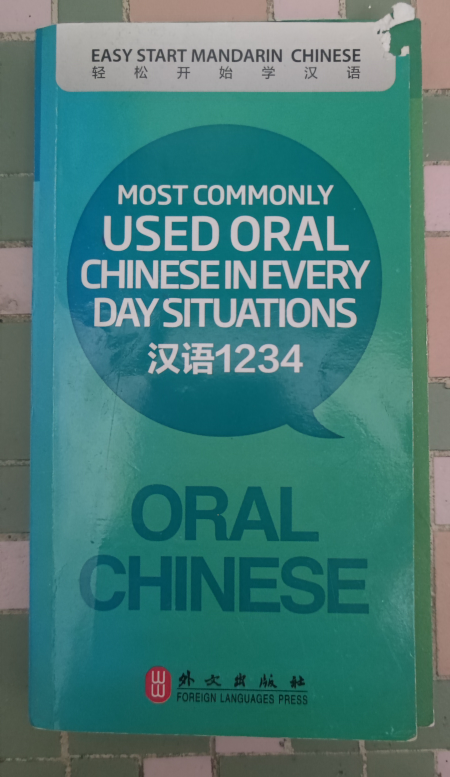 EASY START MANDARIN CHINESE
轻松开始学汉语
MOST COMMONLY
USED ORAL
CHINESE IN EVERY
DAY SITUATIONS
汉语1234
ORAL
CHINESE
外文出版社
FOREIGN LANGUAGES PRESS